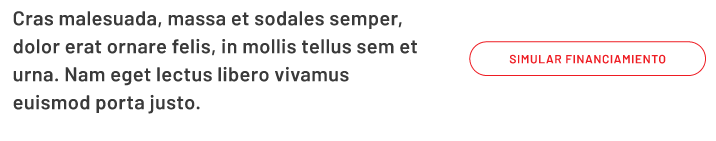 Cras malesuada, massa et sodales semper,
dolor erat ornare felis, in mollis tellus sem et
urna. Nam eget lectus libero vivamus
euismod porta justo.
SIMULAR FINANCIAMIENTO